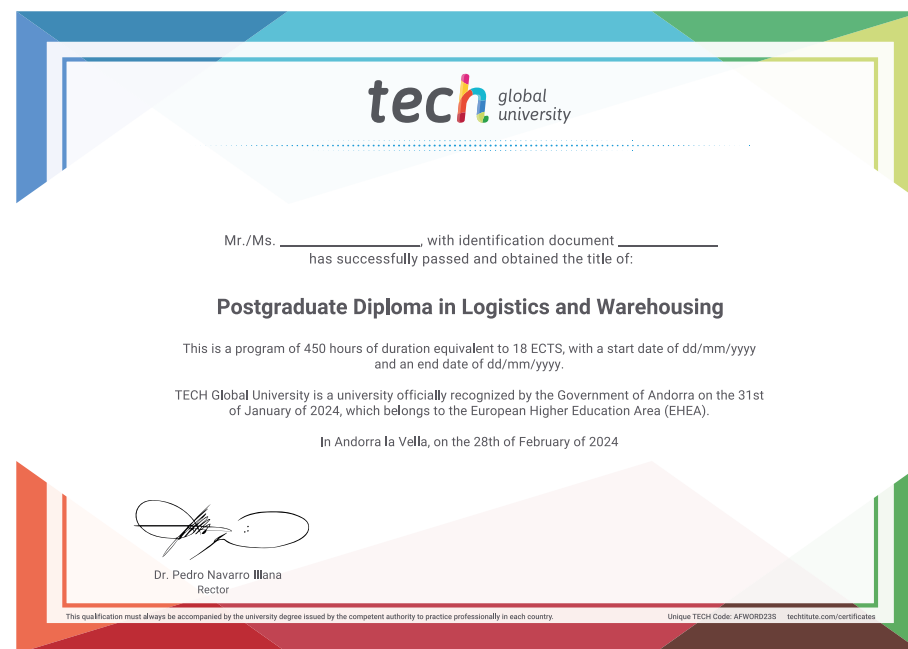 tech global university
Mr./Ms. ____________________, with identification document ______________
has successfully passed and obtained the title of:
Postgraduate Diploma in Logistics and Warehousing
This is a program of 450 hours of duration equivalent to 18 ECTS, with a start date of dd/mm/yyyy
and an end date of dd/mm/yyyy.
TECH Global University is a university officially recognized by the Government of Andorra on the 31st
of January of 2024, which belongs to the European Higher Education Area (EHEA).
In Andorra la Vella, on the 28th of February of 2024
Dr. Pedro Navarro Illana
Rector
This qualification must always be accompanied by the university degree issued by the competent authority to practice professionally in each country.
Unique TECH Code: AFWORD23S techtitute.com/certificates